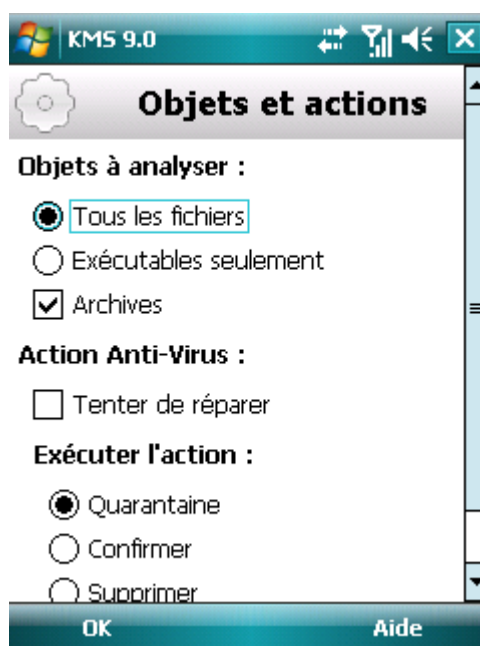 KMS 9.0
Objets et actions
Objets à analyser :
Tous les fichiers
Exécutables seulement
Archives
Action Anti-Virus :
Tenter de réparer
Exécuter l'action :
Quarantaine
Confirmer
Supprimer
OK Aide